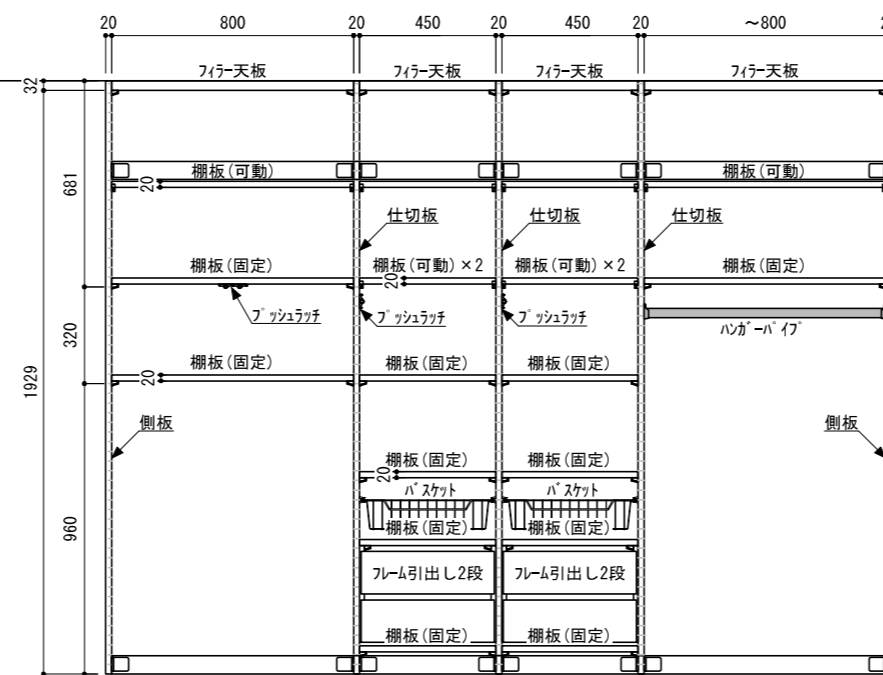 20 800 20 450 20 450 20 ～800
フィラー天板 フィラー天板 フィラー天板 フィラー天板
32
棚板(可動) 棚板(可動)
681 20
仕切板 仕切板 仕切板
棚板(固定) 棚板(可動)×2 棚板(可動)×2 棚板(固定)
20
プッシュラッチ プッシュラッチ プッシュラッチ
320 ハンガーパイプ
棚板(固定) 棚板(固定) 棚板(固定)
1929 20
側板 側板
棚板(固定) 棚板(固定)
20
バスケット バスケット
960 棚板(固定) 棚板(固定)
フレーム引出し2段 フレーム引出し2段
棚板(固定) 棚板(固定)